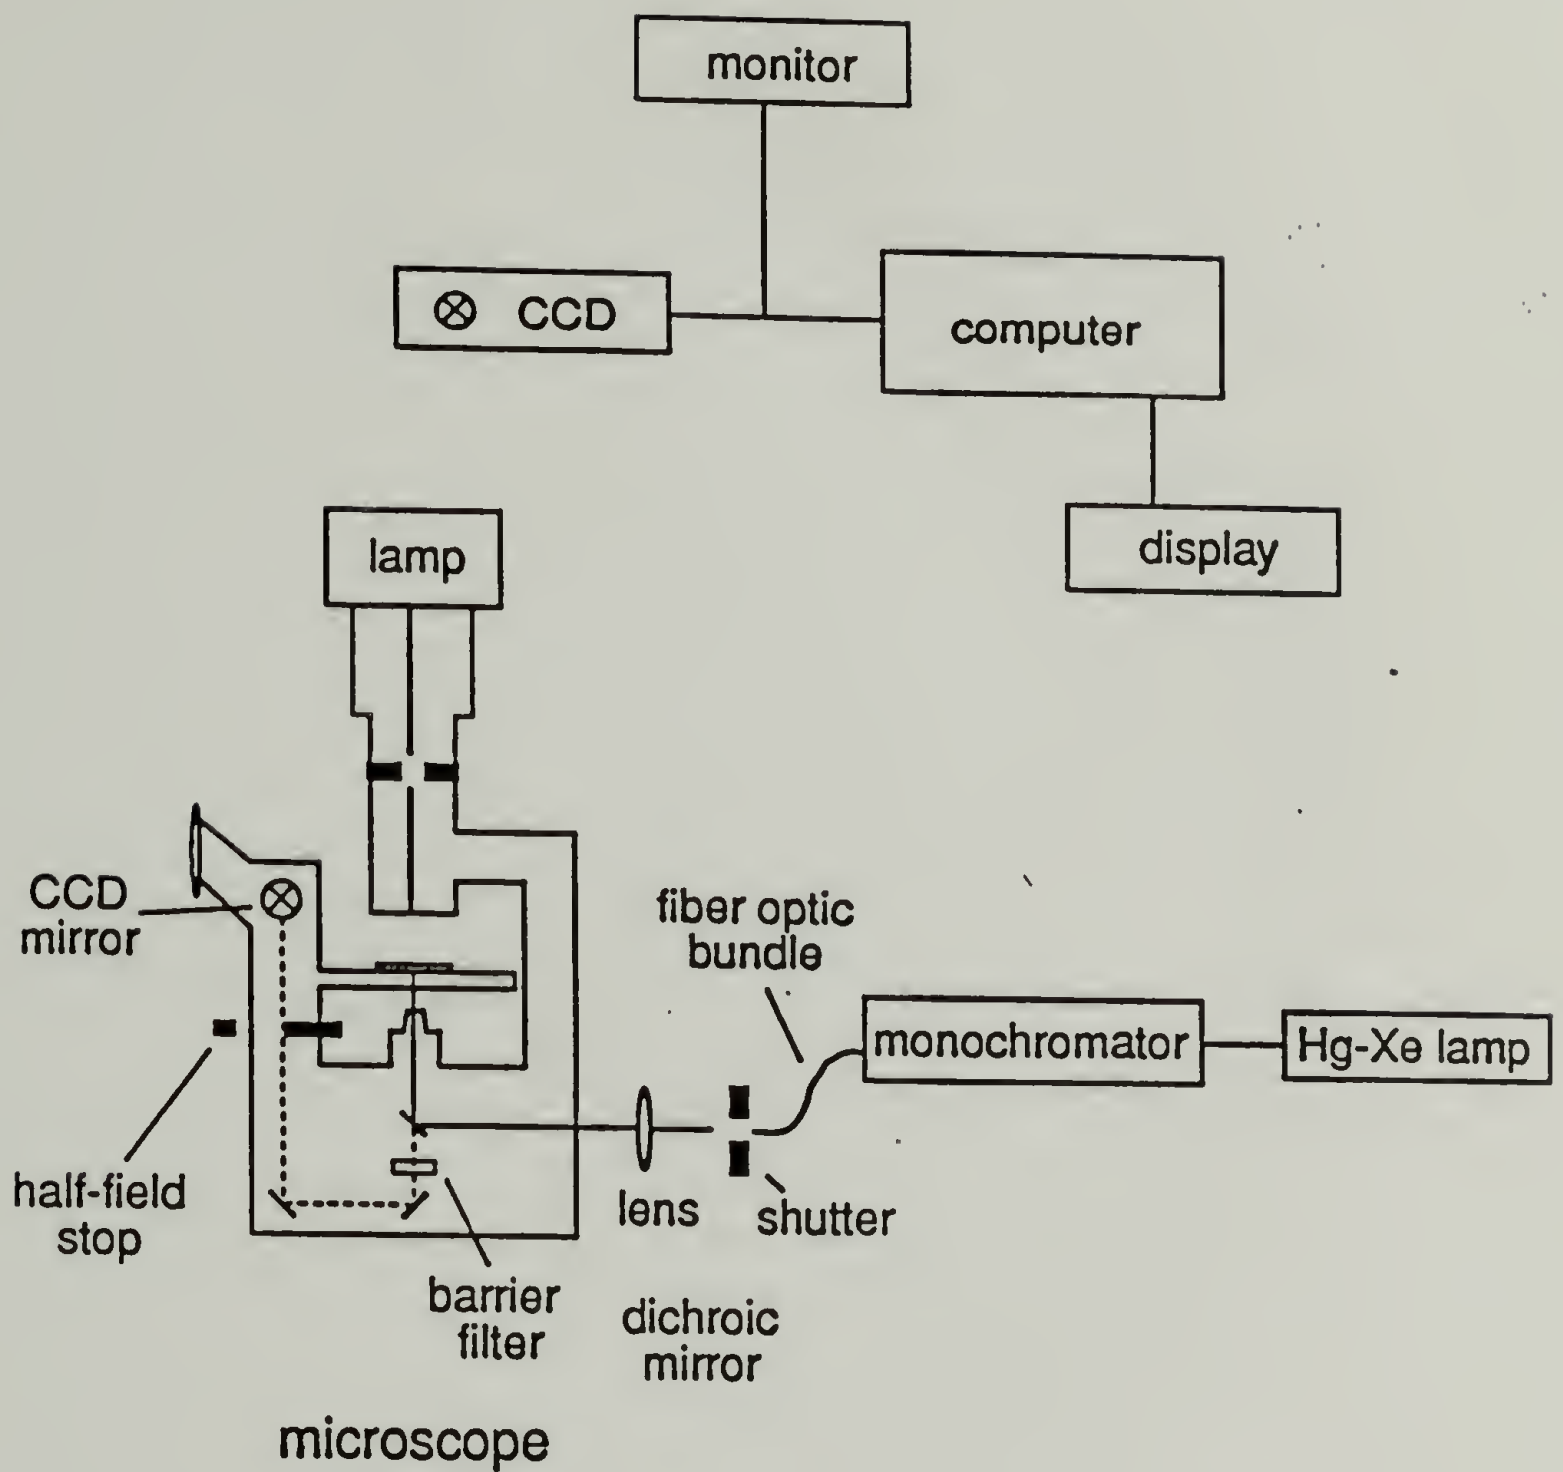 monitor
CCD
computer
display
lamp
CCD
mirror
fiber optic
bundle
monochromator
Hg-Xe lamp
half-field
stop
lens
shutter
barrier
filter
dichroic
mirror
microscope